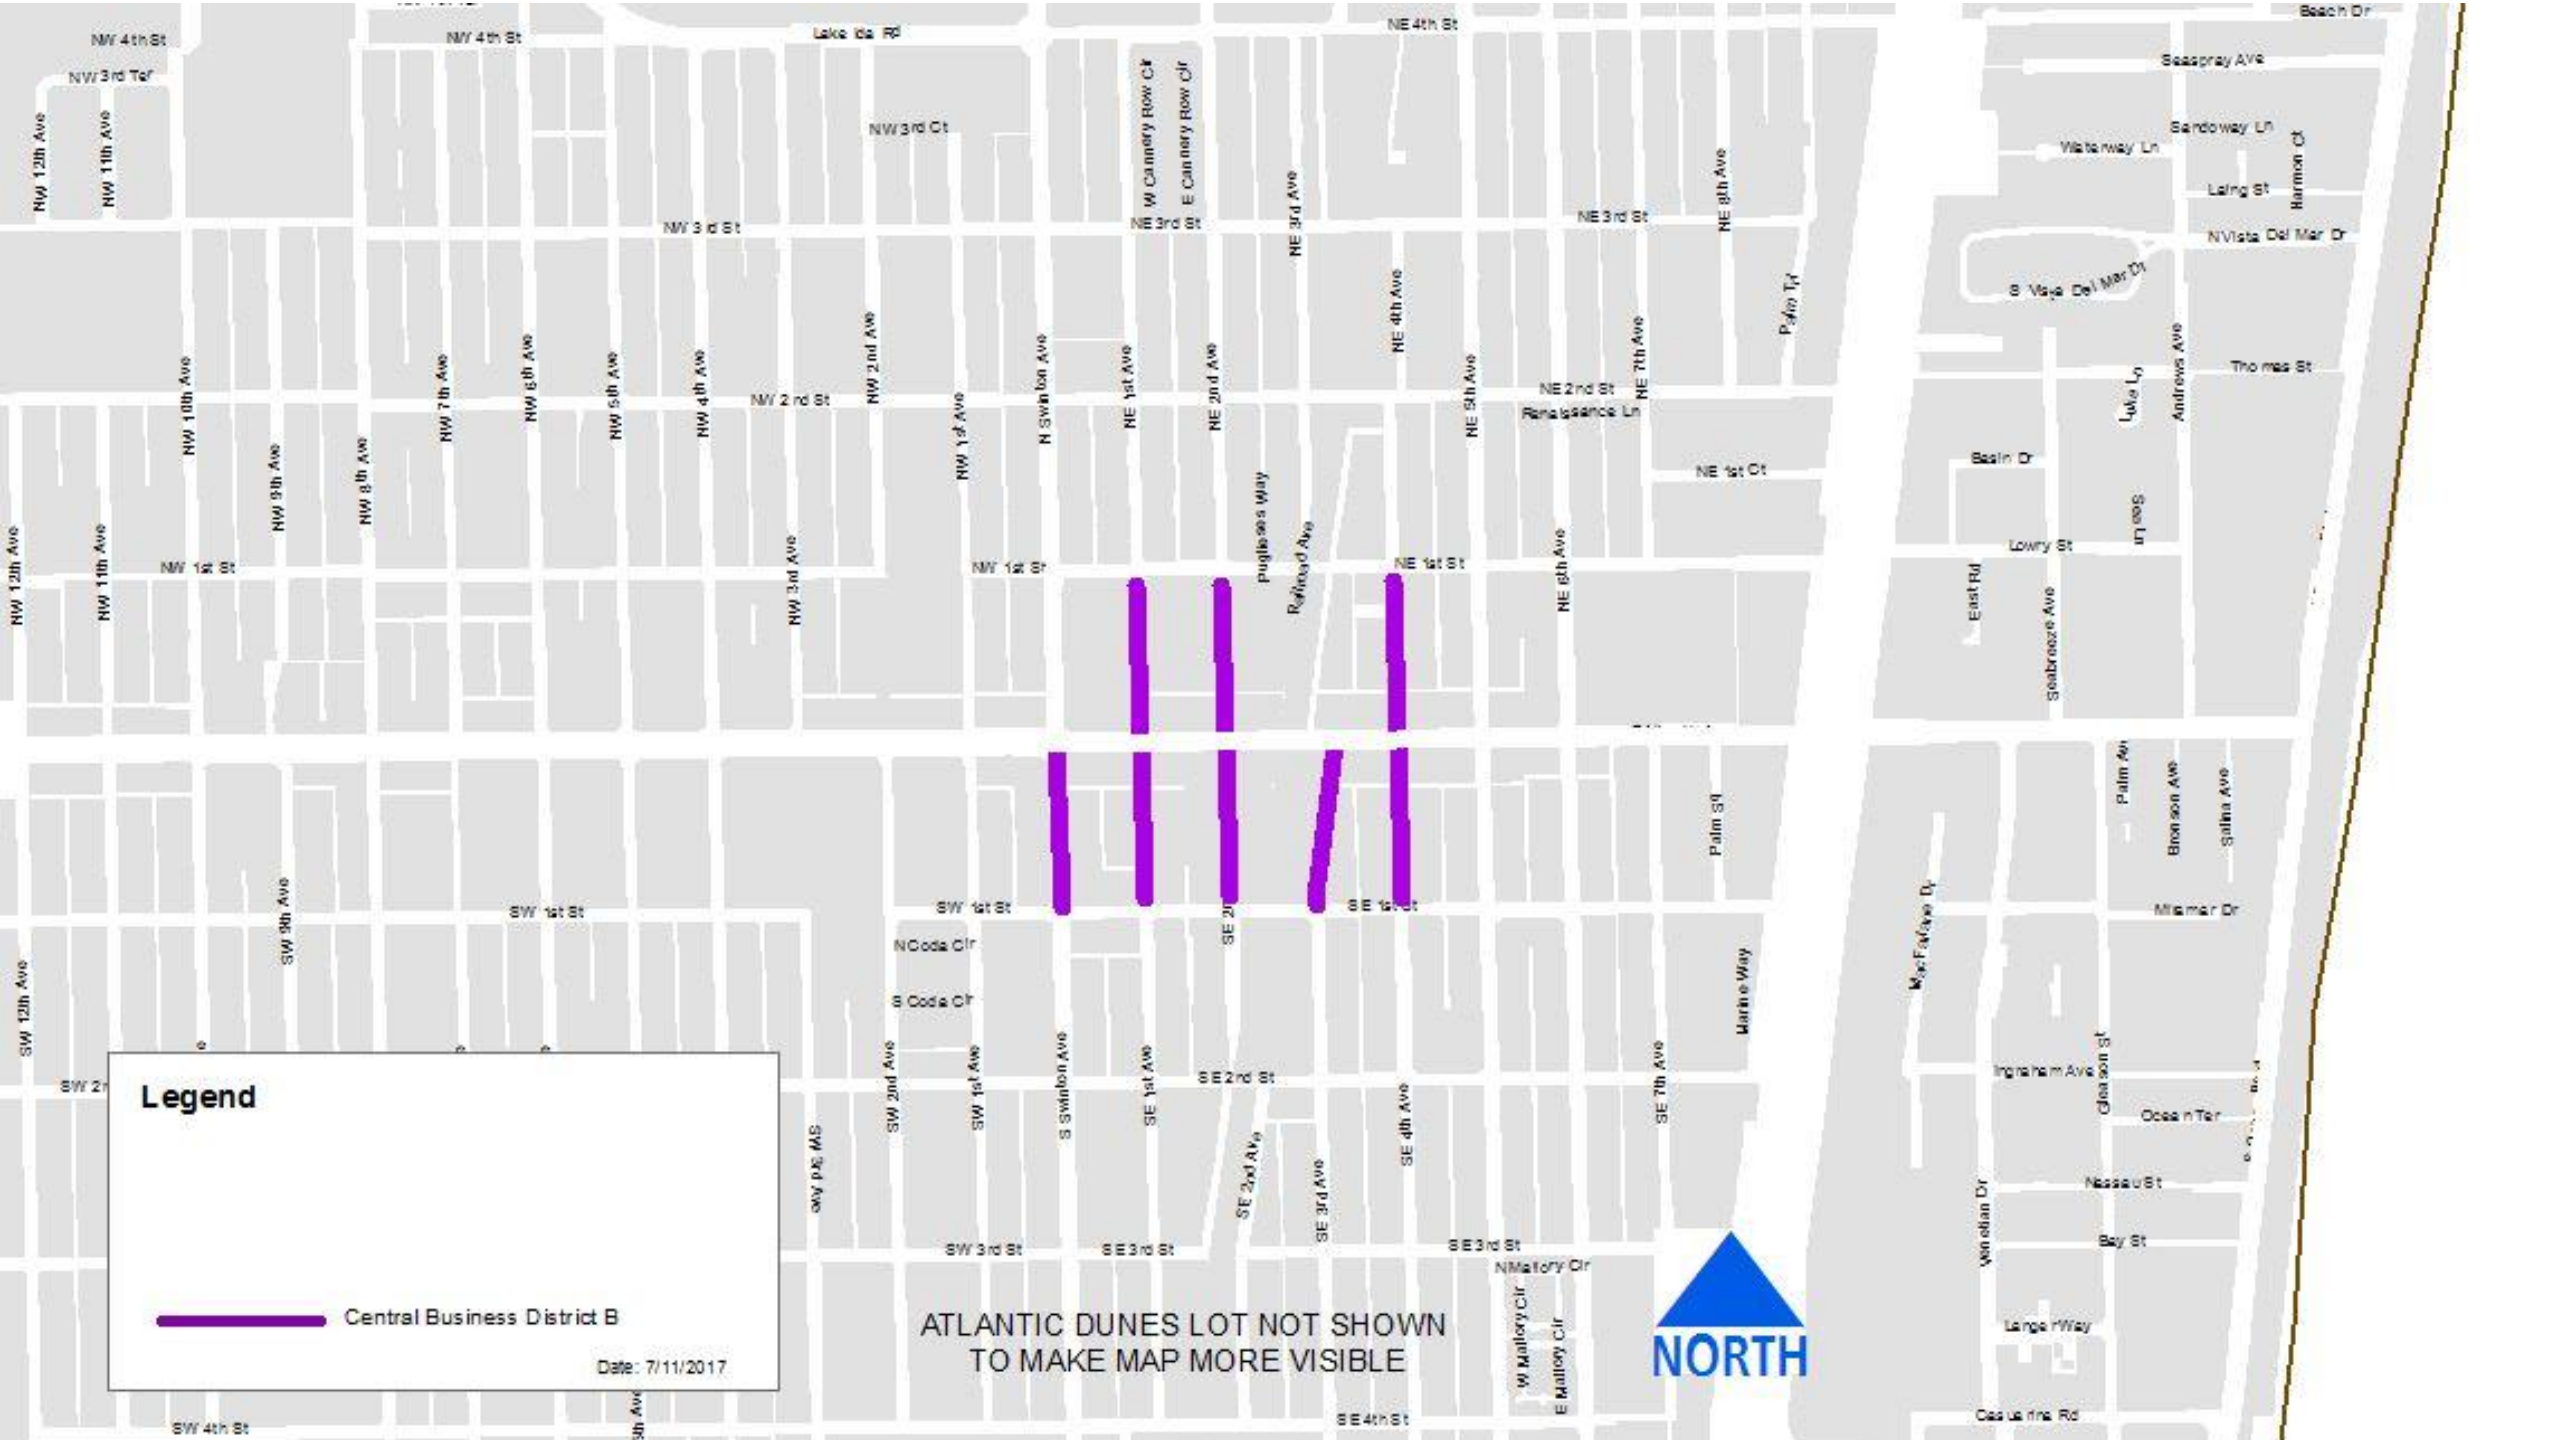 Beach Dr
NE 4th St
Lake Ida Rd
NW 4th St
NW 4th St
Seaspray Ave
NW 3rd Ter
Sandoway Ln
NW 3rd Ct
Waterway Ln
Harmon Ct
NW 12th Ave
NW 11th Ave
W Cannery Row Cir
E Cannery Row Cir
Laing St
NE 8th Ave
NE 3rd Ave
NE 3rd St
NE 3rd St
NW 3rd St
N Vista Del Mar Dr
S Vista Del Mar Dr
Palm Trl
NE 4th Ave
Thomas St
NW 10th Ave
NW 7th Ave
NW 6th Ave
NW 5th Ave
NW 4th Ave
NW 2nd Ave
N Swinton Ave
NE 1st Ave
NE 2nd Ave
NE 5th Ave
NE 7th Ave
Luke Ln
Andrews Ave
NE 2nd St
NW 2nd St
Renaissance Ln
NW 1st Ave
Basin Dr
NE 1st Ct
NW 9th Ave
NW 8th Ave
Puglieses Way
Railroad Ave
Sea Ln
Lowry St
NW 12th Ave
NW 11th Ave
NW 3rd Ave
NE 6th Ave
NW 1st St
NW 1st St
NE 1st St
East Rd
Seabreeze Ave
Palm Sq
Palm Av
Bronson Ave
Salina Ave
SW 9th Ave
SW 1st St
SW 1st St
SE 1st St
SE 2
MacFarlane Dr
Miramar Dr
N Coda Cir
SW 12th Ave
S Coda Cir
Marine Way
e
e
e
SW 2nd Ave
SW 1st Ave
S Swinton Ave
SE 1st Ave
SE 2nd St
SE 4th Ave
SE 7th Ave
Ingraham Ave
Gleason St
SW 2
Legend
Ocean Ter
SW 3rd Ave
SE 2nd Ave
SE 3rd Ave
Nassau St
Venetian Dr
Bay St
SW 3rd St
SE 3rd St
SE 3rd St
N Mallory Cir
W Mallory Cir
E Mallory Cir
Central Business District B
ATLANTIC DUNES LOT NOT SHOWN
TO MAKE MAP MORE VISIBLE
NORTH
Langer Way
Date: 7/11/2017
th Ave
SE 4th St
Casuarina Rd
SW 4th St